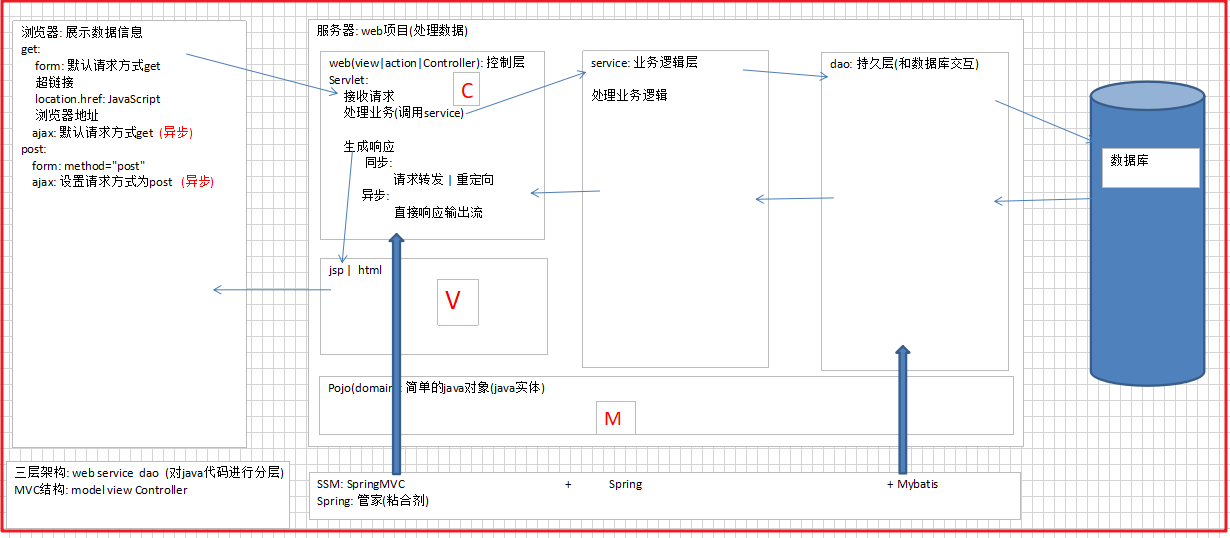 浏览器: 展示数据信息
get:
form: 默认请求方式get
超链接
location.href: JavaScript
浏览器地址
ajax: 默认请求方式get (异步)
post:
form: method="post"
ajax: 设置请求方式为post (异步)
服务器: web项目(处理数据)
web(view|action|Controller): 控制层
Servlet:
接收请求
处理业务(调用service)
C
生成响应
同步:
请求转发 | 重定向
异步:
直接响应输出流
jsp | html
V
service: 业务逻辑层
处理业务逻辑
dao: 持久层(和数据库交互)
数据库
Pojo(domain): 简单的java对象(java实体)
M
三层架构: web service dao (对java代码进行分层)
MVC结构: model view Controller
SSM: SpringMVC + Spring + Mybatis
Spring: 管家(粘合剂)